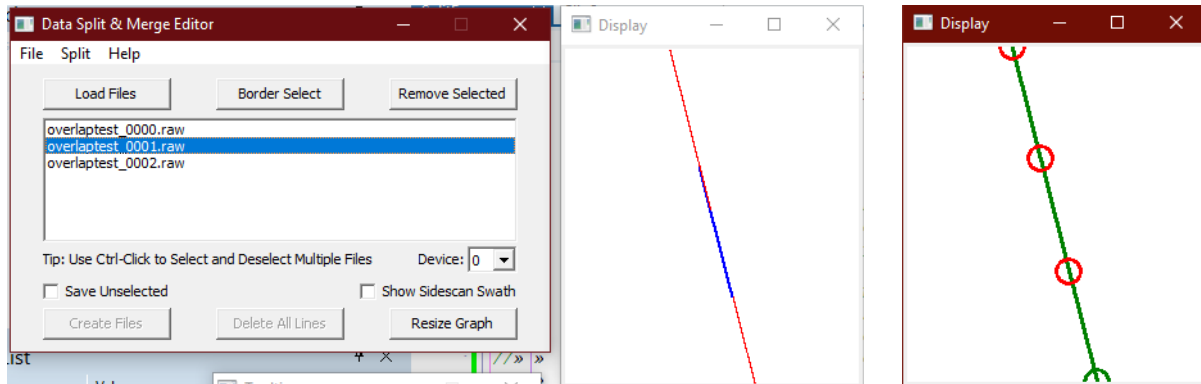 Data Split & Merge Editor
File Split Help
Load Files Border Select Remove Selected
overlaptest_0000.raw
overlaptest_0001.raw
overlaptest_0002.raw
Tip: Use Ctrl-Click to Select and Deselect Multiple Files Device: 0
Save Unselected Show Sidescan Swath
Create Files Delete All Lines Resize Graph
ist
//» »
Display
Display